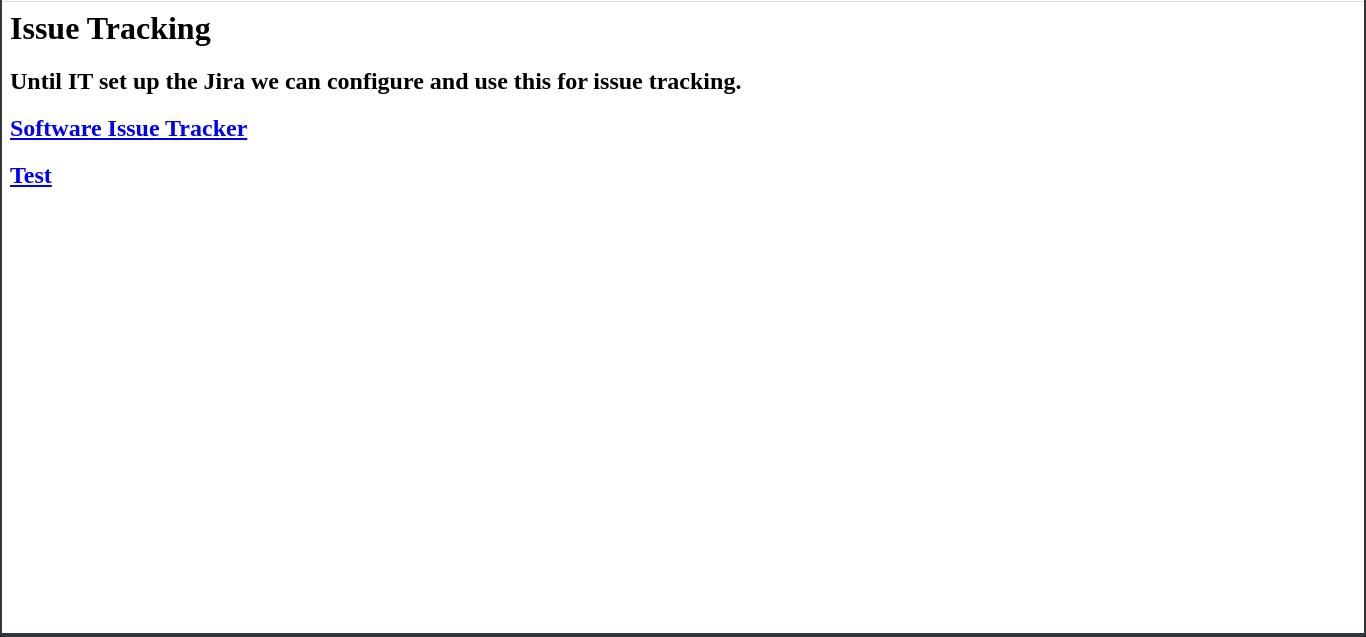 Issue Tracking
Until IT set up the Jira we can configure and use this for issue tracking.
Software Issue Tracker
Test